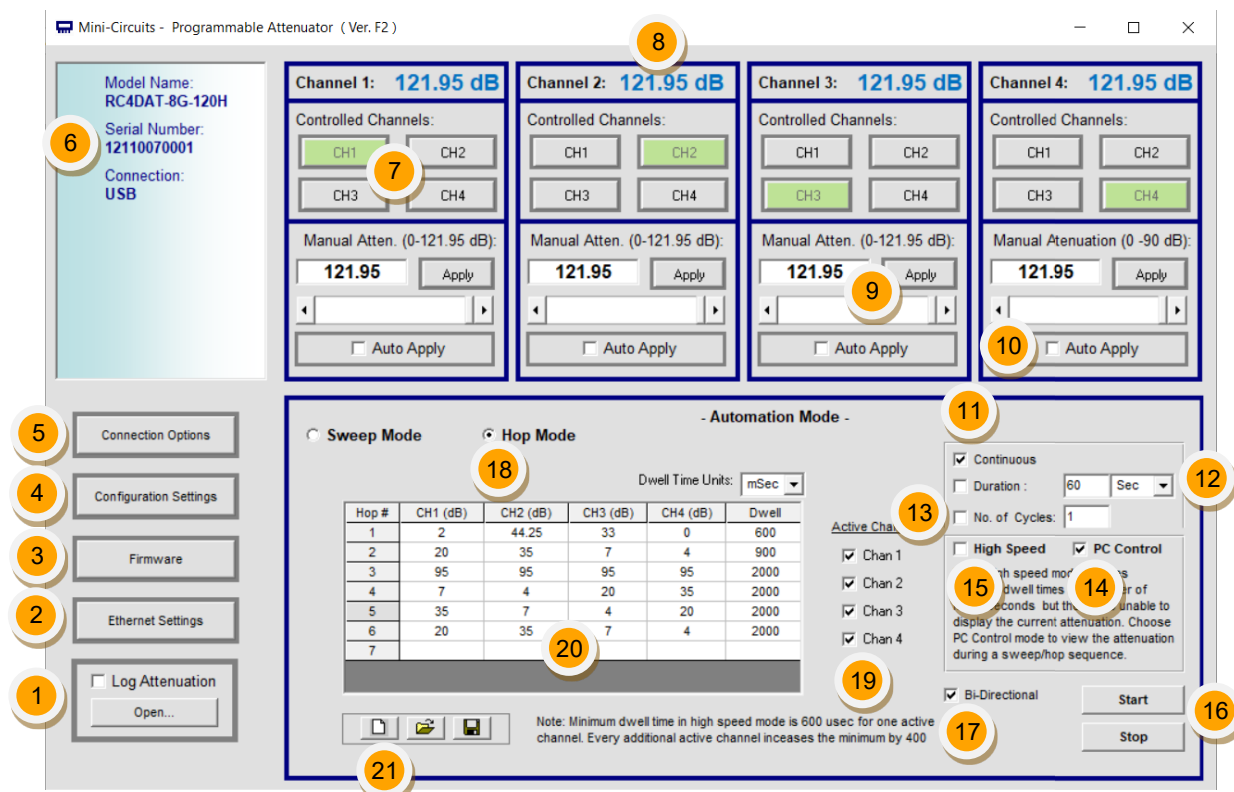 Mini-Circuits - Programmable Attenuator ( Ver. F2 )
8
Model Name:
RC4DAT-8G-120H
Serial Number:
12110070001
Connection:
USB
6
Channel 1: 121.95 dB
Controlled Channels:
CH1 CH2
CH3 CH4
7
Manual Atten. (0-121.95 dB):
121.95 Apply
Auto Apply
Channel 2: 121.95 dB
Controlled Channels:
CH1 CH2
CH3 CH4
Manual Atten. (0-121.95 dB):
121.95 Apply
Auto Apply
Channel 3: 121.95 dB
Controlled Channels:
CH1 CH2
CH3 CH4
Manual Atten. (0-121.95 dB):
121.95 Apply
9
Auto Apply
Channel 4: 121.95 dB
Controlled Channels:
CH1 CH2
CH3 CH4
Manual Atenuation (0 -90 dB):
121.95 Apply
10
Auto Apply
5
Connection Options
4
Configuration Settings
3
Firmware
2
Ethernet Settings
1
Log Attenuation
Open...
- Automation Mode -
11
Sweep Mode Hop Mode
18
Dwell Time Units: mSec
Hop # CH1 (dB) CH2 (dB) CH3 (dB) CH4 (dB) Dwell
1 2 44.25 33 0 600
2 20 35 7 4 900
3 95 95 95 95 2000
4 7 4 20 35 2000
5 35 7 4 20 2000
6 20 35 7 4 2000
7
20
21
Active
Chan 1
Chan 2
Chan 3
Chan 4
19
Continuous
Duration : 60 Sec
12
13
No. of Cycles: 1
High Speed PC Control
15
14
speed
dwell times of
but unable to
display the current attenuation. Choose
PC Control mode to view the attenuation
during a sweep/hop sequence.
Bi-Directional
17
Start
16
Stop
Note: Minimum dwell time in high speed mode is 600 usec for one active
channel. Every additional active channel inceases the minimum by 400